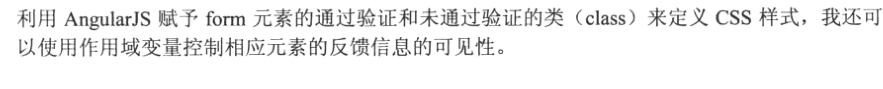 利用 AngularJS 赋予 form 元素的通过验证和未通过验证的类（class）来定义 CSS 样式，我还可
以使用作用域变量控制相应元素的反馈信息的可见性。